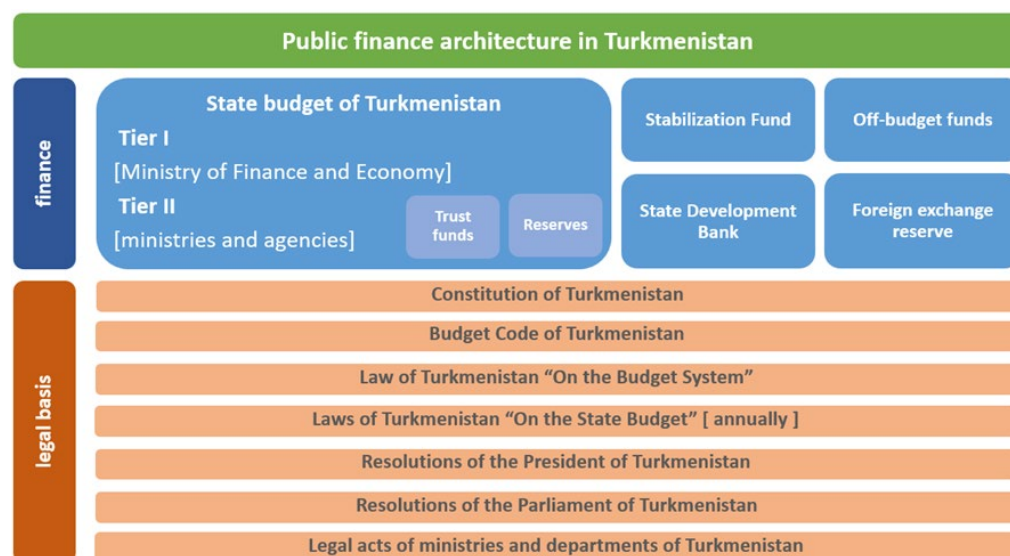 Public finance architecture in Turkmenistan
finance
State budget of Turkmenistan
Tier I
[Ministry of Finance and Economy]
Tier II
[ministries and agencies]
Trust
funds
Reserves
Stabilization Fund
Off-budget funds
State Development
Bank
Foreign exchange
reserve
legal basis
Constitution of Turkmenistan
Budget Code of Turkmenistan
Law of Turkmenistan “On the Budget System”
Laws of Turkmenistan “On the State Budget” [ annually ]
Resolutions of the President of Turkmenistan
Resolutions of the Parliament of Turkmenistan
Legal acts of ministries and departments of Turkmenistan